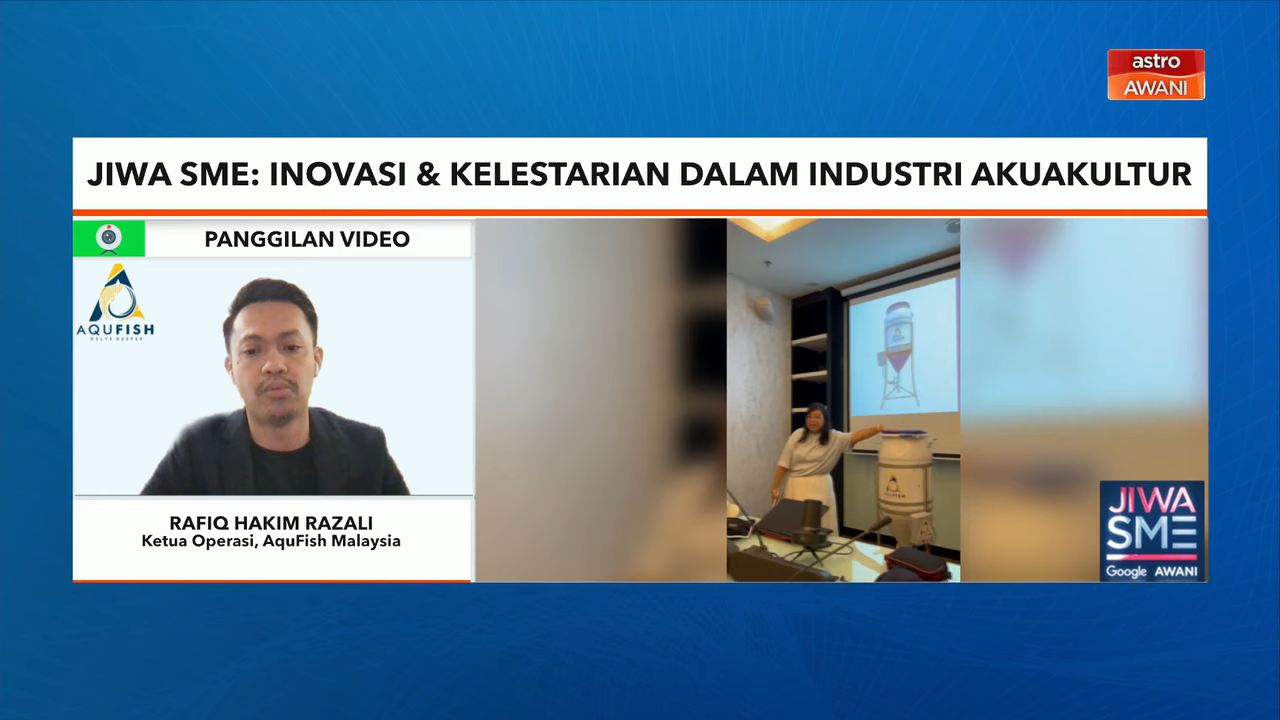 astro
AWANI
JIWA SME: INOVASI & KELESTARIAN DALAM INDUSTRI AKUAKULTUR
PANGGILAN VIDEO
AQUFISH
DELVE DEEPER
RAFIQ HAKIM RAZALI
Ketua Operasi, AquFish Malaysia
AQUFISH
JIWA
SME
Google AWANI